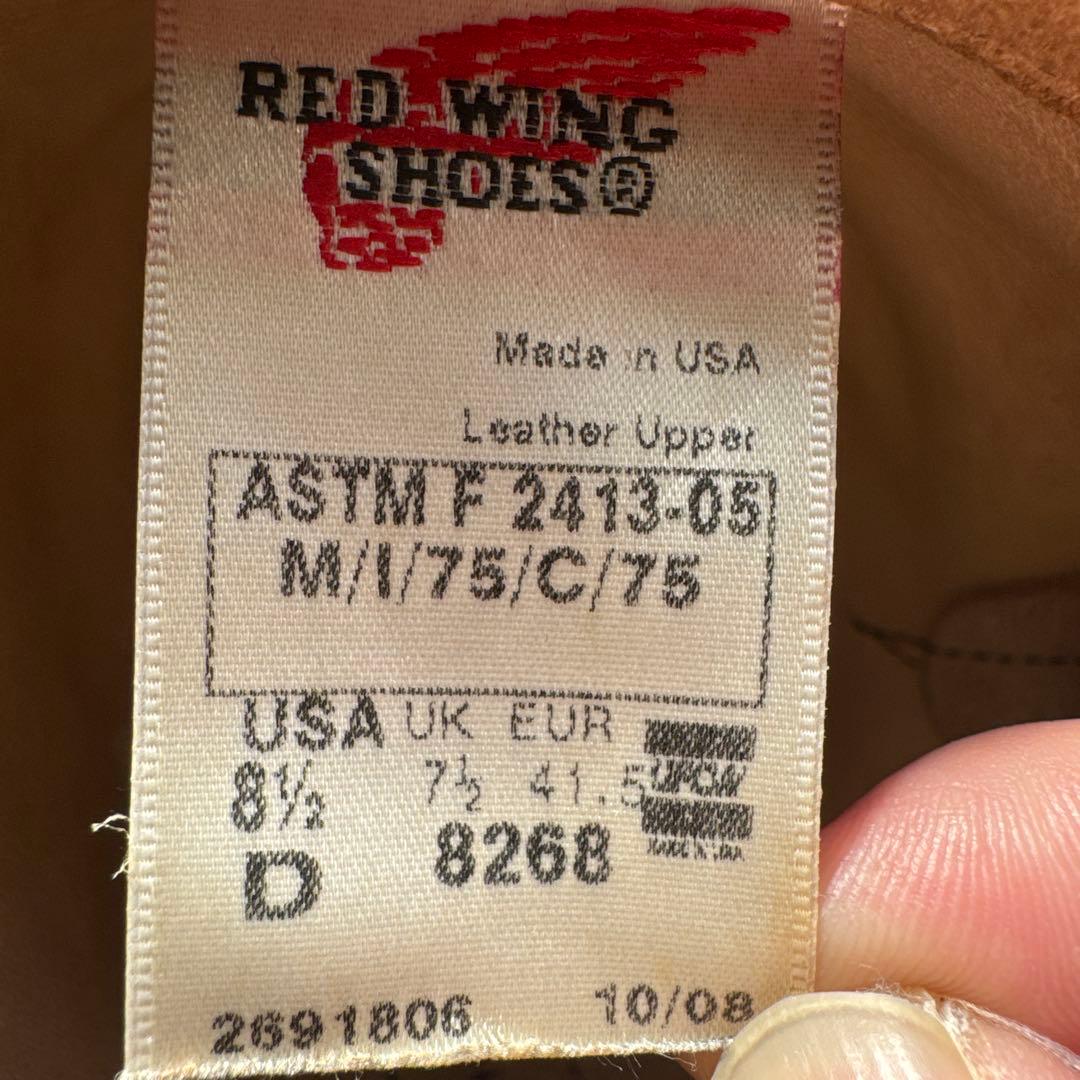 RED WING
SHOES®
Made in USA
Leather Upper
ASTM F 2413-05
M/I/75/C/75
USA UK EUR
8½ 7½ 41.5
UFCW
8268
D
2691806 10/08